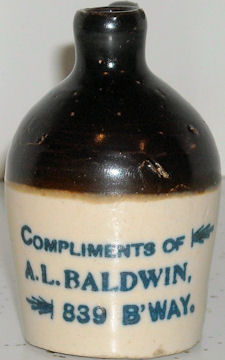 COMPLIMENTS OF
A.L. BALDWIN,
839 B'WAY.